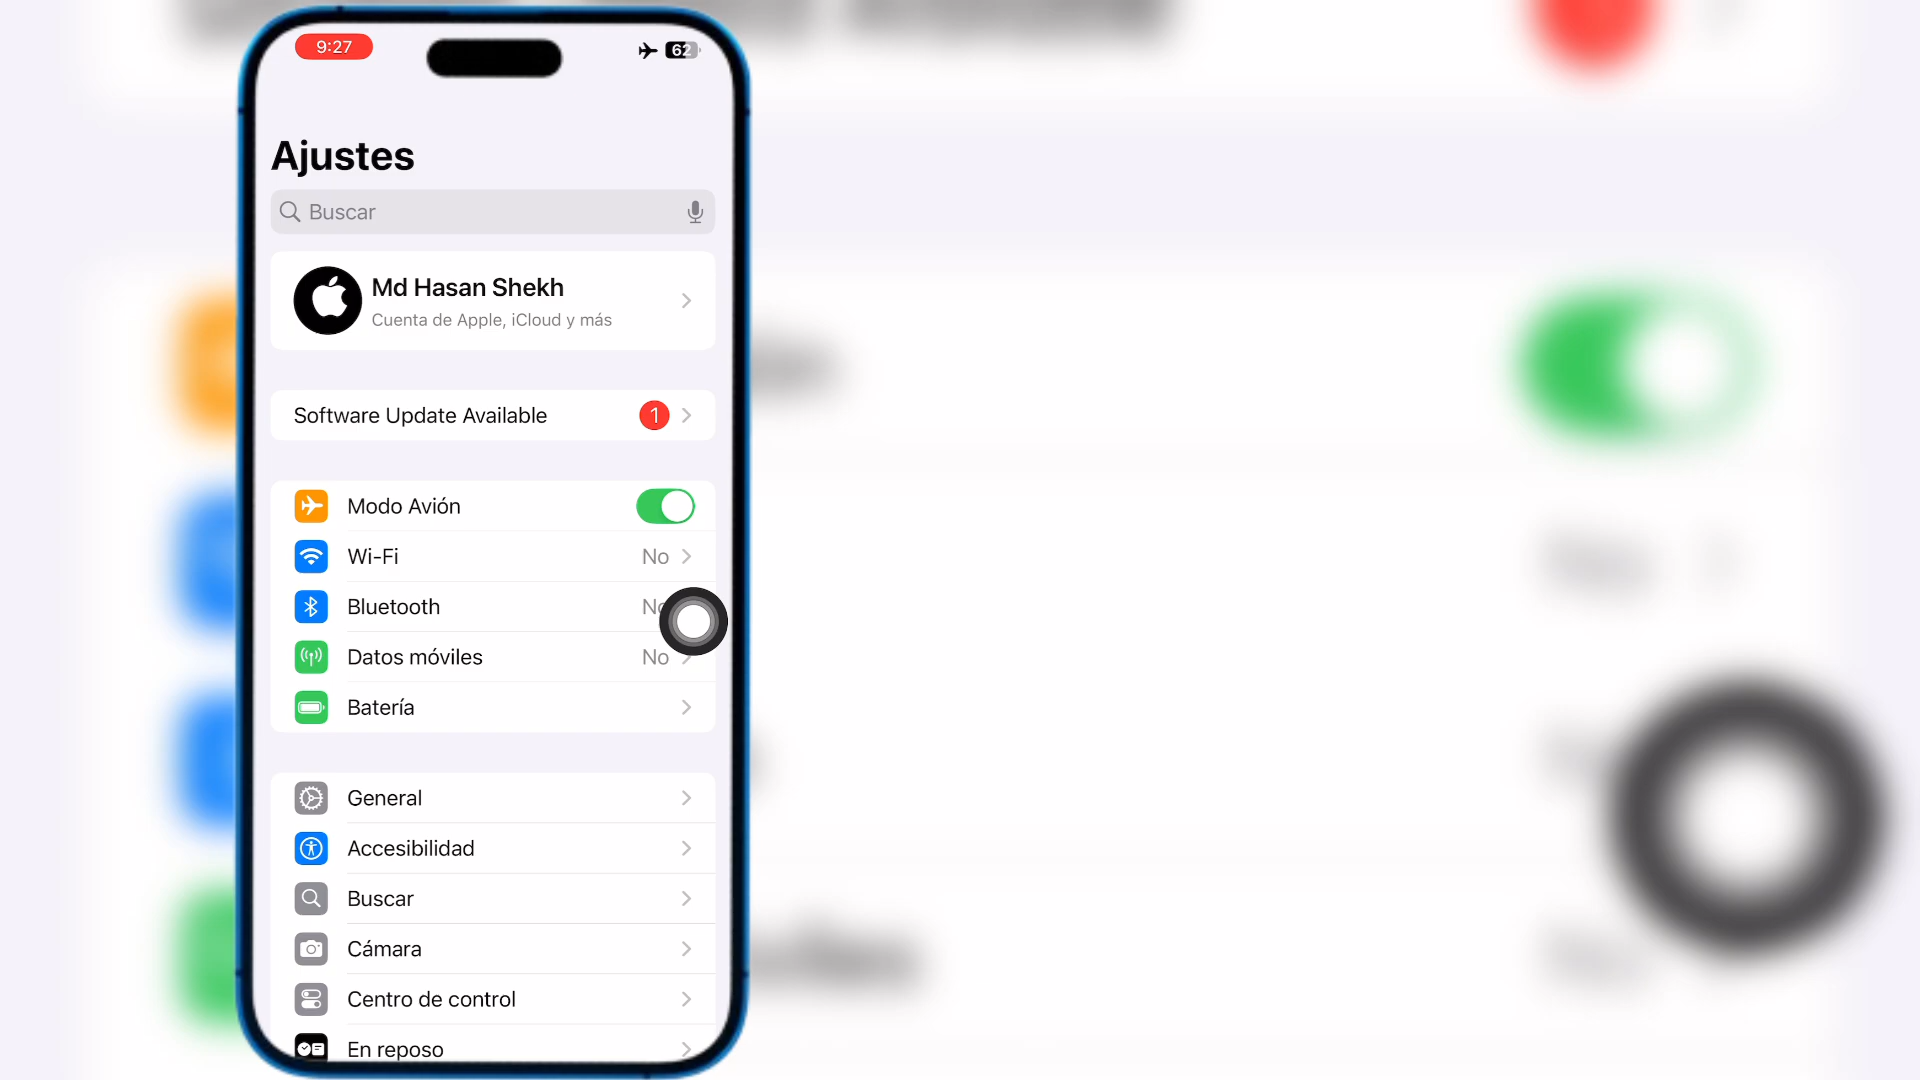 9:27
62
Ajustes
Buscar
Md Hasan Shekh
Cuenta de Apple, iCloud y más
Software Update Available 1
Modo Avión
Wi-Fi No
Bluetooth
Datos móviles No
Batería
General
Accesibilidad
Buscar
Cámara
Centro de control
En reposo